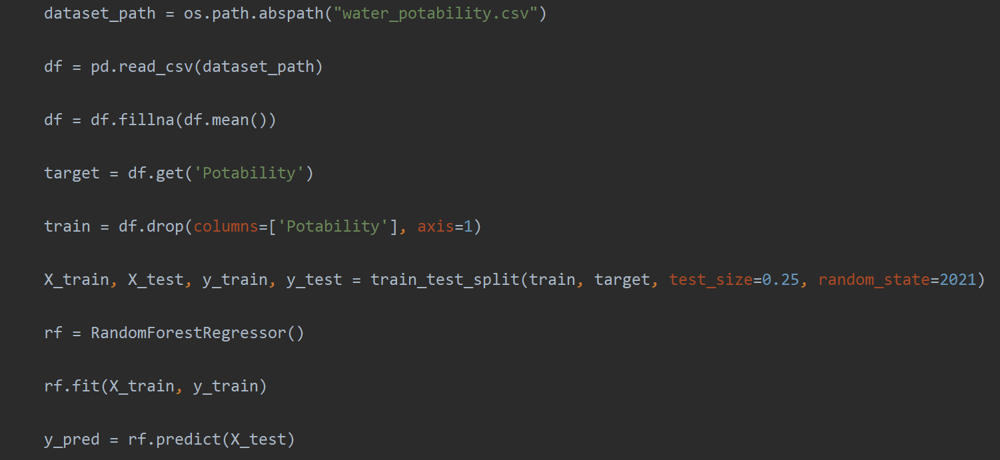 dataset_path = os.path.abspath("water_potability.csv")
df = pd.read_csv(dataset_path)
df = df.fillna(df.mean())
target = df.get('Potability')
train = df.drop(columns=['Potability'], axis=1)
X_train, X_test, y_train, y_test = train_test_split(train, target, test_size=0.25, random_state=2021)
rf = RandomForestRegressor()
rf.fit(X_train, y_train)
y_pred = rf.predict(X_test)